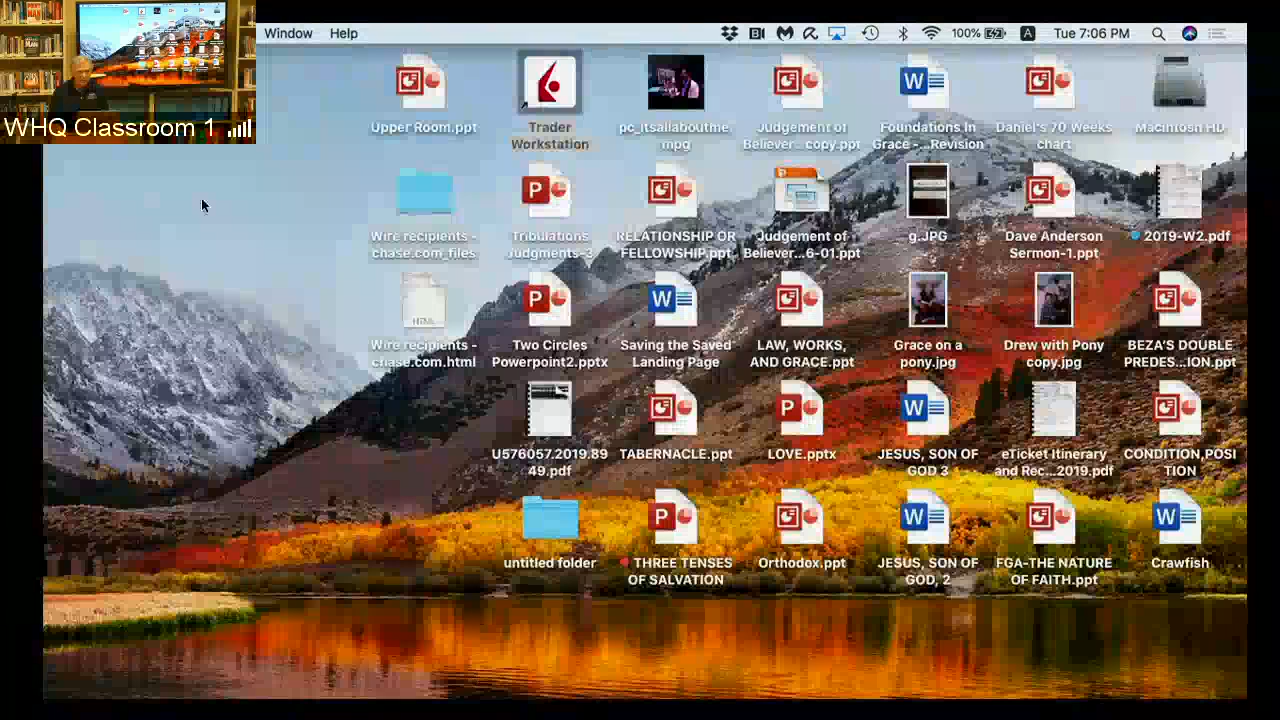 Window Help
100% A Tue 7:06 PM
WHQ Classroom 1
Upper Room.ppt
Trader
Workstation
pc_itsallaboutme.
mpg
Judgement of
Believer...copy.ppt
Foundations in
Grace -...Revision
Daniel's 70 Weeks
chart
Macintosh HD
Wire recipients -
chase.com_files
Tribulations
Judgments-3
RELATIONSHIP OR
FELLOWSHIP.ppt
Judgement of
Believer...6-01.ppt
g.JPG
Dave Anderson
Sermon-1.ppt
2019-W2.pdf
HTML
Wire recipients -
chase.com.html
Two Circles
Powerpoint2.pptx
Saving the Saved
Landing Page
LAW, WORKS,
AND GRACE.ppt
Grace on a
pony.jpg
Drew with Pony
copy.jpg
BEZA'S DOUBLE
PREDES...ION.ppt
U576057.2019.89
49.pdf
TABERNACLE.ppt
LOVE.pptx
JESUS, SON OF
GOD 3
eTicket Itinerary
and Rec...2019.pdf
CONDITION,POSI
TION
untitled folder
THREE TENSES
OF SALVATION
Orthodox.ppt
JESUS, SON OF
GOD, 2
FGA-THE NATURE
OF FAITH.ppt
Crawfish